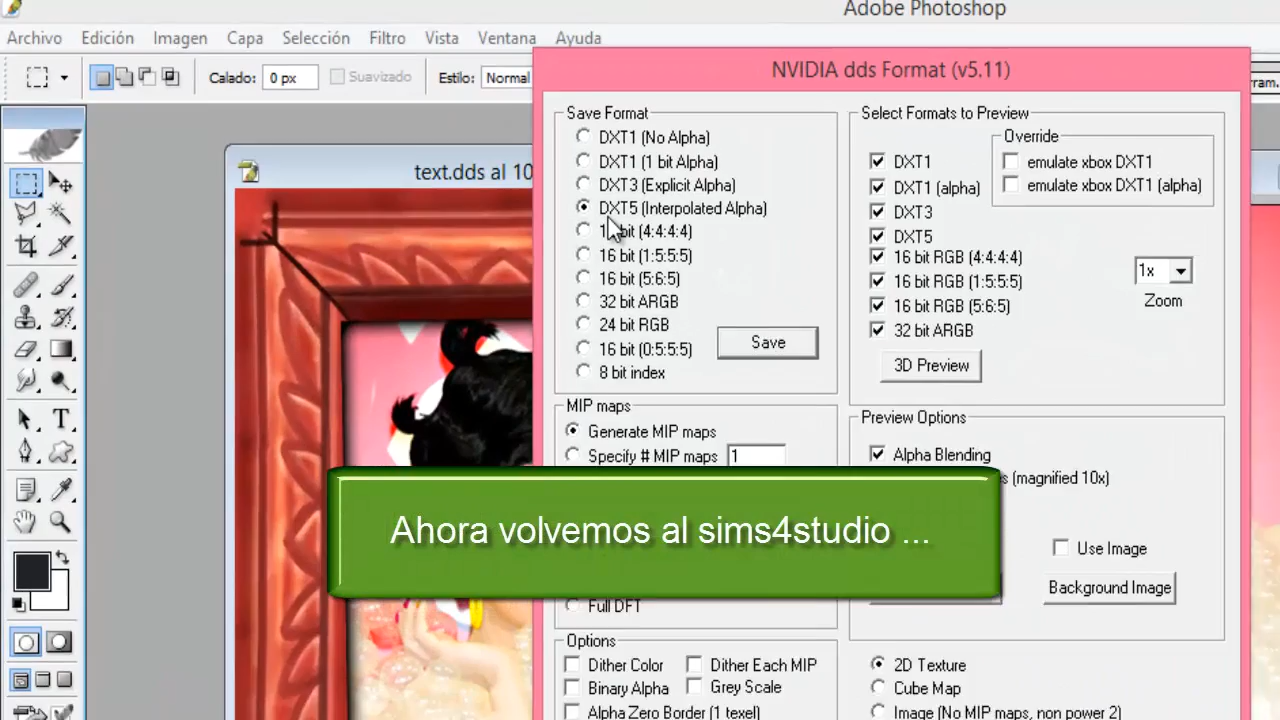 Adobe Photoshop
Archivo Edición Imagen Capa Selección Filtro Vista Ventana Ayuda
Calado: 0 px Suavizado Estilo: Normal
NVIDIA dds Format (v5.11)
text.dds al 10
Save Format
DXT1 (No Alpha)
DXT1 (1 bit Alpha)
DXT3 (Explicit Alpha)
DXT5 (Interpolated Alpha)
bit (4:4:4:4)
16 bit (1:5:5:5)
16 bit (5:6:5)
32 bit ARGB
24 bit RGB
16 bit (0:5:5:5)
8 bit index
Save
Select Formats to Preview
DXT1
DXT1 (alpha)
DXT3
DXT5
16 bit RGB (4:4:4:4)
16 bit RGB (1:5:5:5)
16 bit RGB (5:6:5)
32 bit ARGB
Override
emulate xbox DXT1
emulate xbox DXT1 (alpha)
1x
Zoom
3D Preview
MIP maps
Generate MIP maps
Specify # MIP maps 1
Preview Options
Alpha Blending
(magnified 10x)
Ahora volvemos al sims4studio ...
Use Image
Background Image
Full DFT
Options
Dither Color Dither Each MIP
Binary Alpha Grey Scale
Alpha Zero Border (1 texel)
2D Texture
Cube Map
Image (No MIP maps, non power 2)